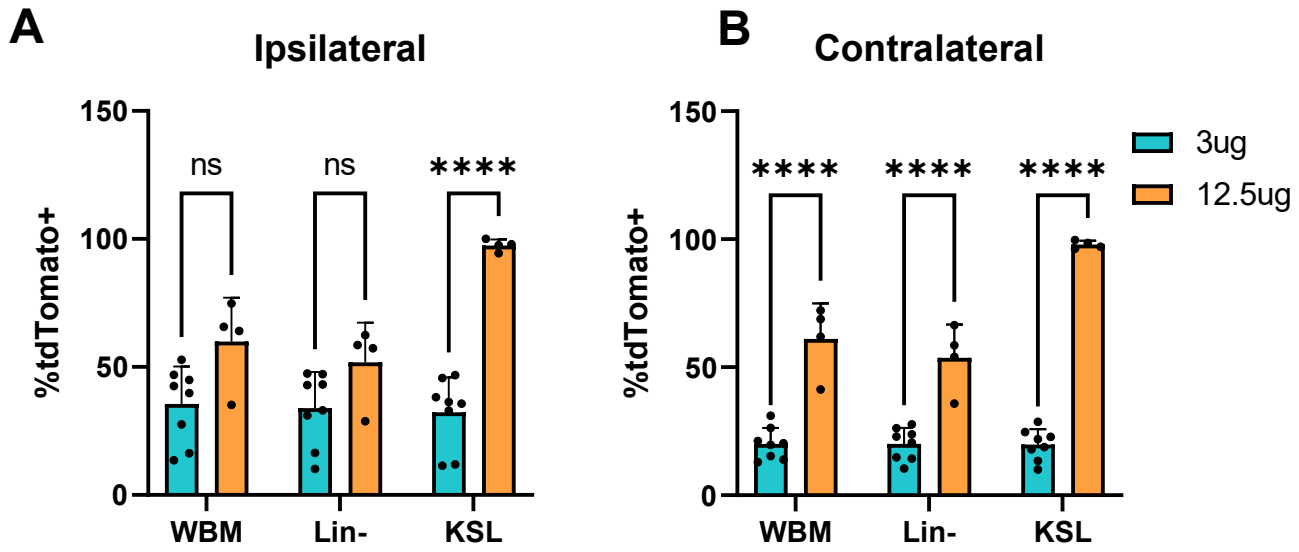 A
Ipsilateral
%tdTomato+
150
100
50
0
ns
ns
****
WBM
Lin-
KSL
B
Contralateral
%tdTomato+
150
100
50
0
****
****
****
WBM
Lin-
KSL
3ug
12.5ug